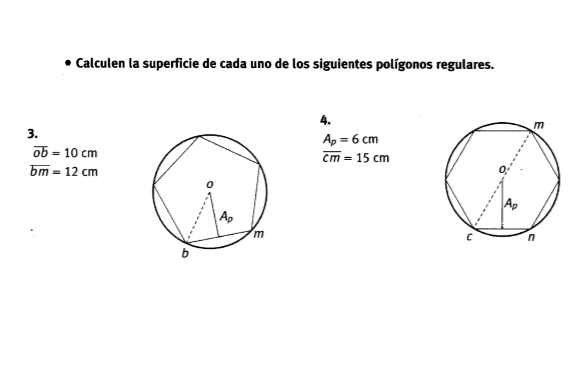 • Calculen la superficie de cada uno de los siguientes polígonos regulares.
3.
ob = 10 cm
bm = 12 cm
o
Ap
m
b
4.
Ap = 6 cm
cm = 15 cm
m
o
Ap
c
n